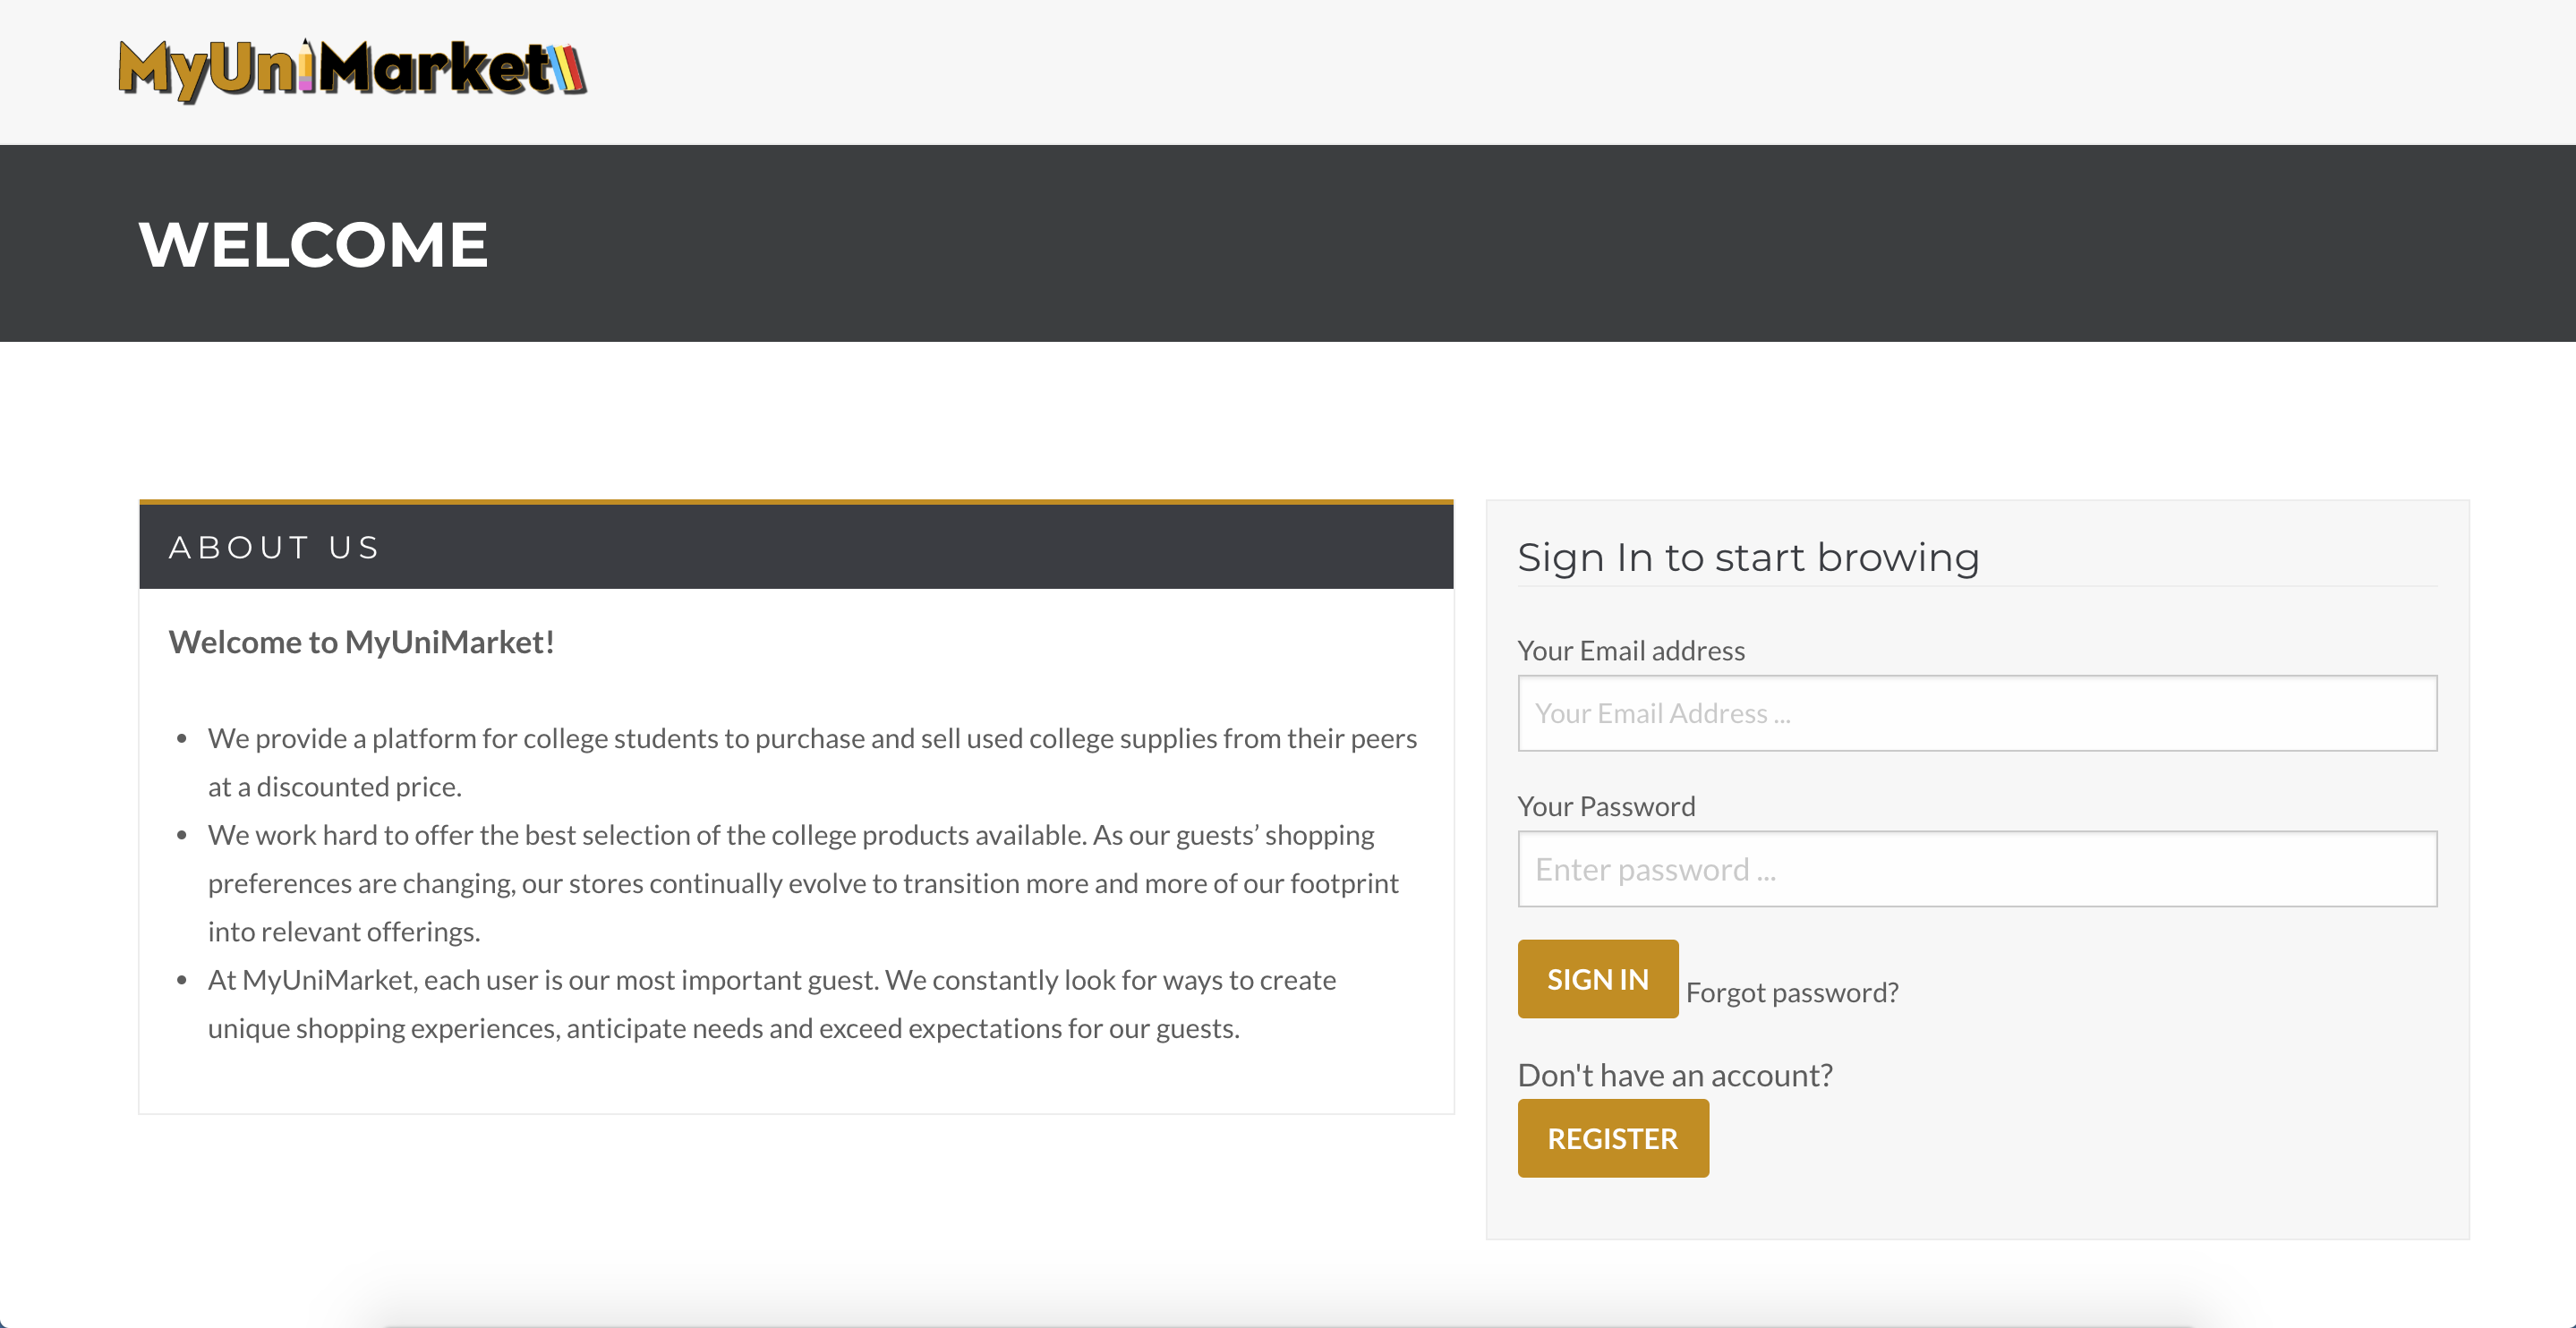 MyUniMarket
WELCOME
ABOUT US
Welcome to MyUniMarket!
• We provide a platform for college students to purchase and sell used college supplies from their peers
at a discounted price.
• We work hard to offer the best selection of the college products available. As our guests’ shopping
preferences are changing, our stores continually evolve to transition more and more of our footprint
into relevant offerings.
• At MyUniMarket, each user is our most important guest. We constantly look for ways to create
unique shopping experiences, anticipate needs and exceed expectations for our guests.
Sign In to start browing
Your Email address
Your Email Address ...
Your Password
Enter password ...
SIGN IN Forgot password?
Don't have an account?
REGISTER